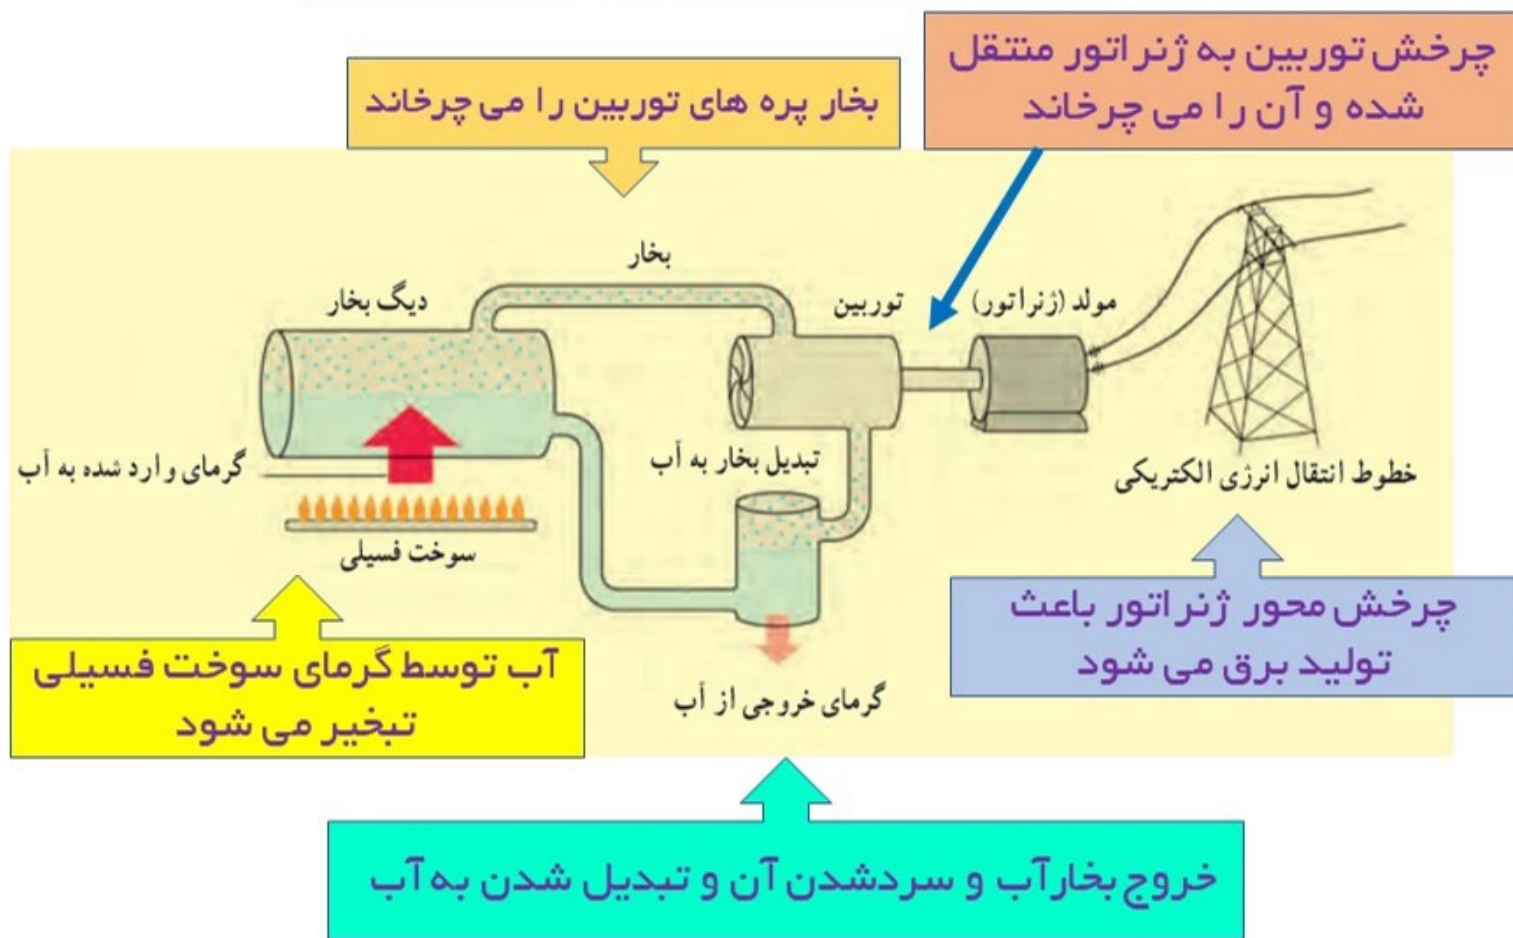 چرخش توربین به ژنراتور منتقل
شده و آن را می چرخاند
بخار پره های توربین را می چرخاند
بخار
دیگ بخار
توربین
مولد (ژنراتور)
گرمای وارد شده به آب
تبدیل بخار به آب
خطوط انتقال انرژی الکتریکی
سوخت فسیلی
چرخش محور ژنراتور باعث
تولید برق می شود
آب توسط گرمای سوخت فسیلی
تبخیر می شود
گرمای خروجی از آب
خروج بخارآب و سردشدن آن و تبدیل شدن به آب